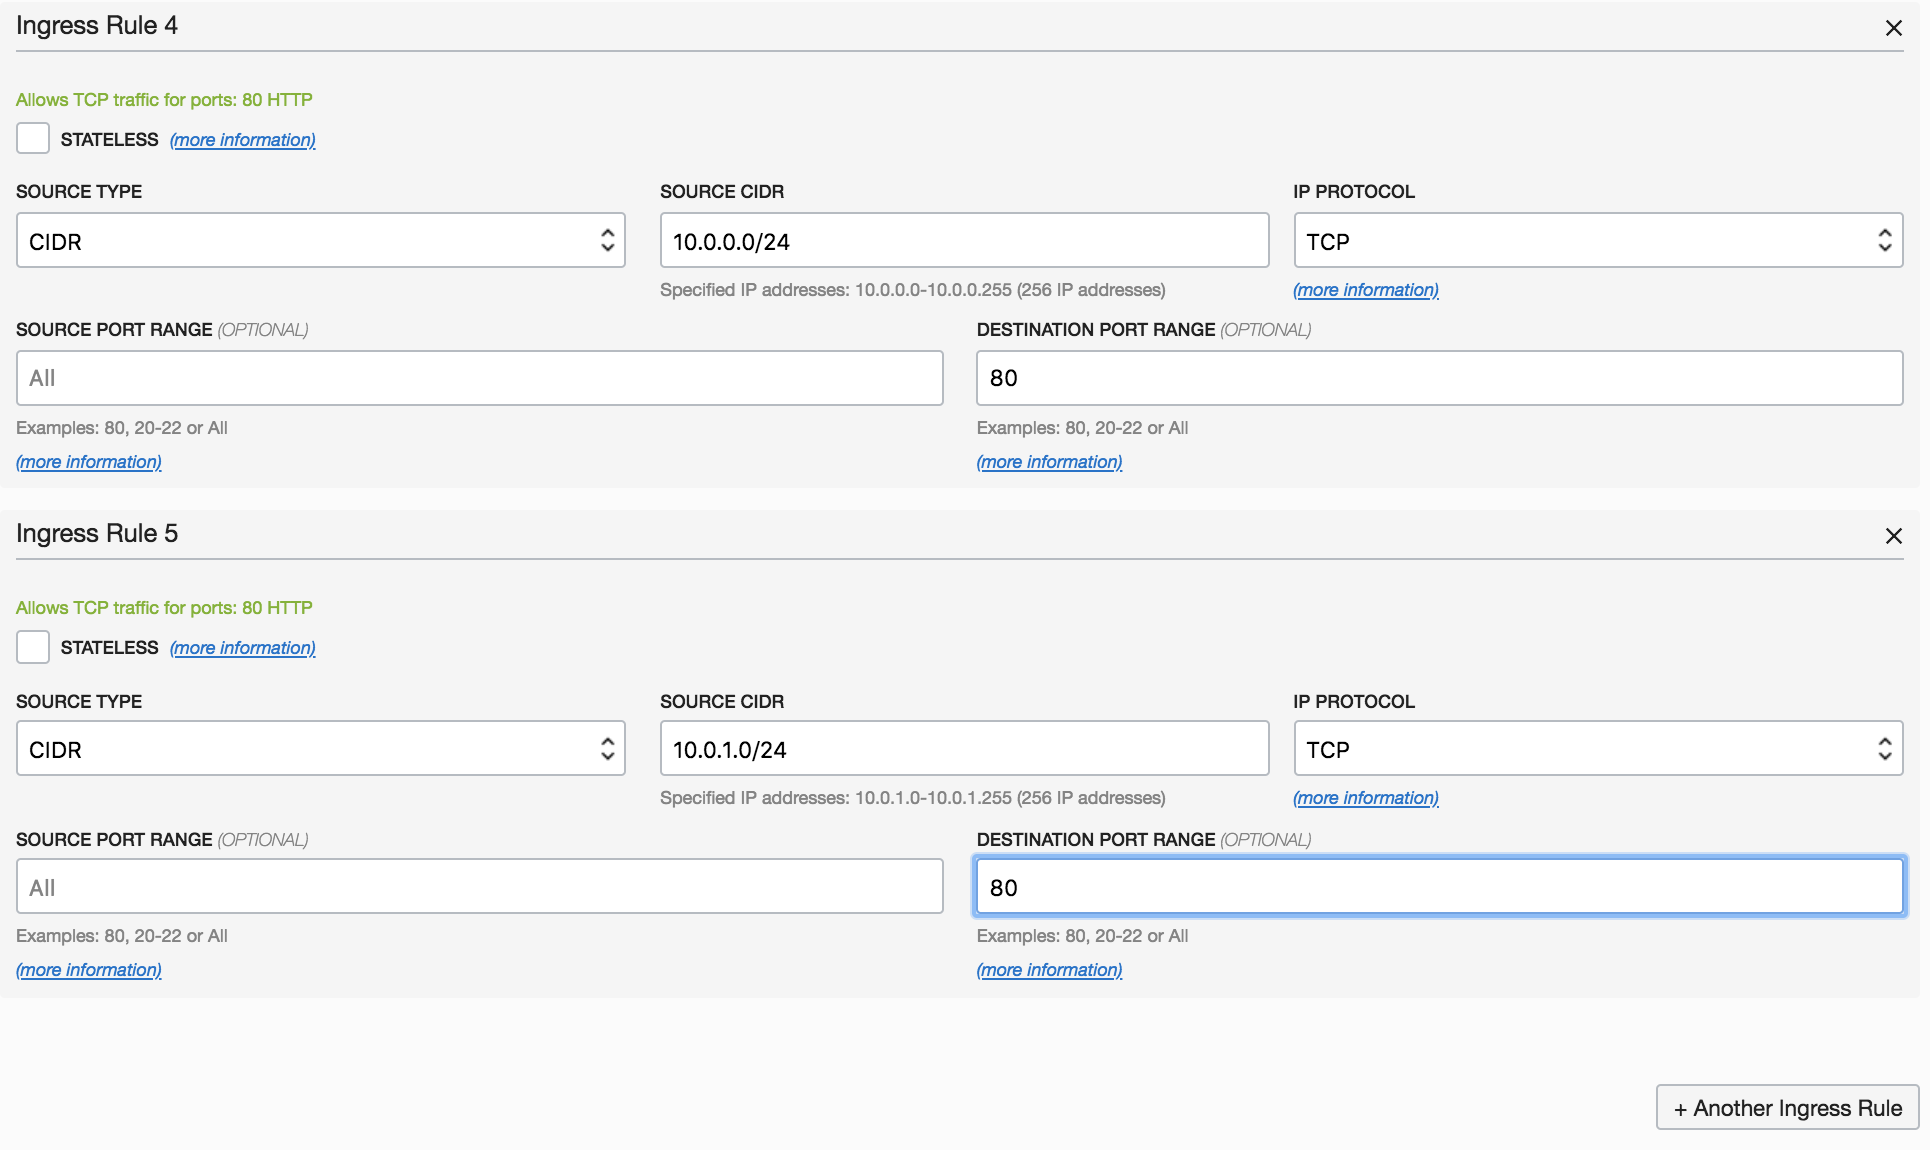 Ingress Rule 4
Allows TCP traffic for ports: 80 HTTP
STATELESS (more information)
SOURCE TYPE SOURCE CIDR IP PROTOCOL
CIDR 10.0.0.0/24 TCP
Specified IP addresses: 10.0.0.0-10.0.0.255 (256 IP addresses) (more information)
SOURCE PORT RANGE (OPTIONAL) DESTINATION PORT RANGE (OPTIONAL)
All 80
Examples: 80, 20-22 or All Examples: 80, 20-22 or All
(more information) (more information)
Ingress Rule 5
Allows TCP traffic for ports: 80 HTTP
STATELESS (more information)
SOURCE TYPE SOURCE CIDR IP PROTOCOL
CIDR 10.0.1.0/24 TCP
Specified IP addresses: 10.0.1.0-10.0.1.255 (256 IP addresses) (more information)
SOURCE PORT RANGE (OPTIONAL) DESTINATION PORT RANGE (OPTIONAL)
All 80
Examples: 80, 20-22 or All Examples: 80, 20-22 or All
(more information) (more information)
+ Another Ingress Rule